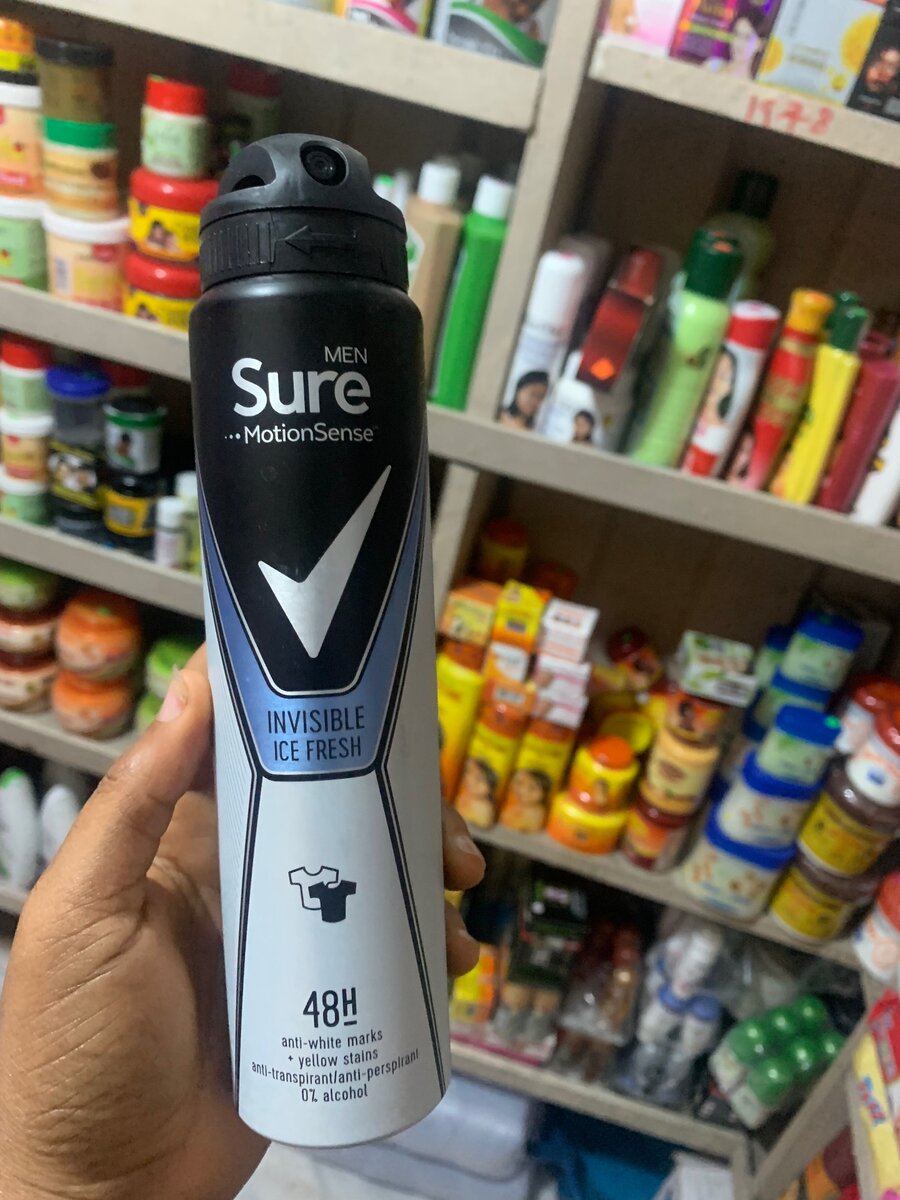 MEN
Sure
...MotionSense
INVISIBLE
ICE FRESH
48H
anti-white marks
+ yellow stains
anti-transpirant/anti-perspirant
0% alcohol